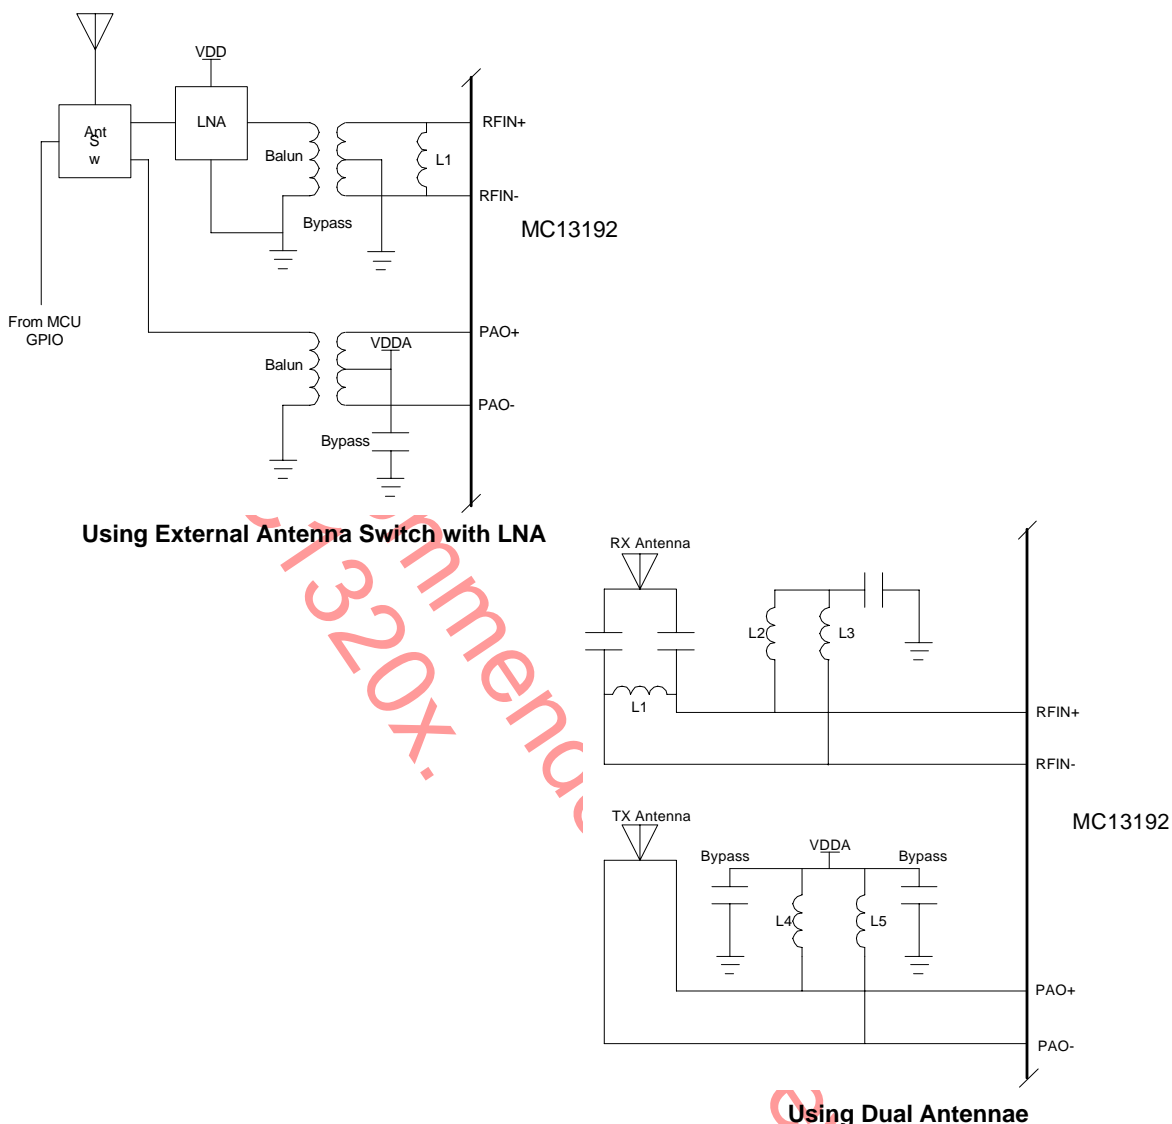 VDD
Ant
S
w
LNA
Balun
L1
RFIN+
RFIN-
Bypass
MC13192
From MCU
GPIO
PAO+
VDDA
Balun
PAO-
Bypass
Using External Antenna Switch with LNA
1320x.
RX Antenna
L2
L3
L1
RFIN+
RFIN-
TX Antenna
MC13192
Bypass
VDDA
Bypass
L4
L5
PAO+
PAO-
Using Dual Antennae